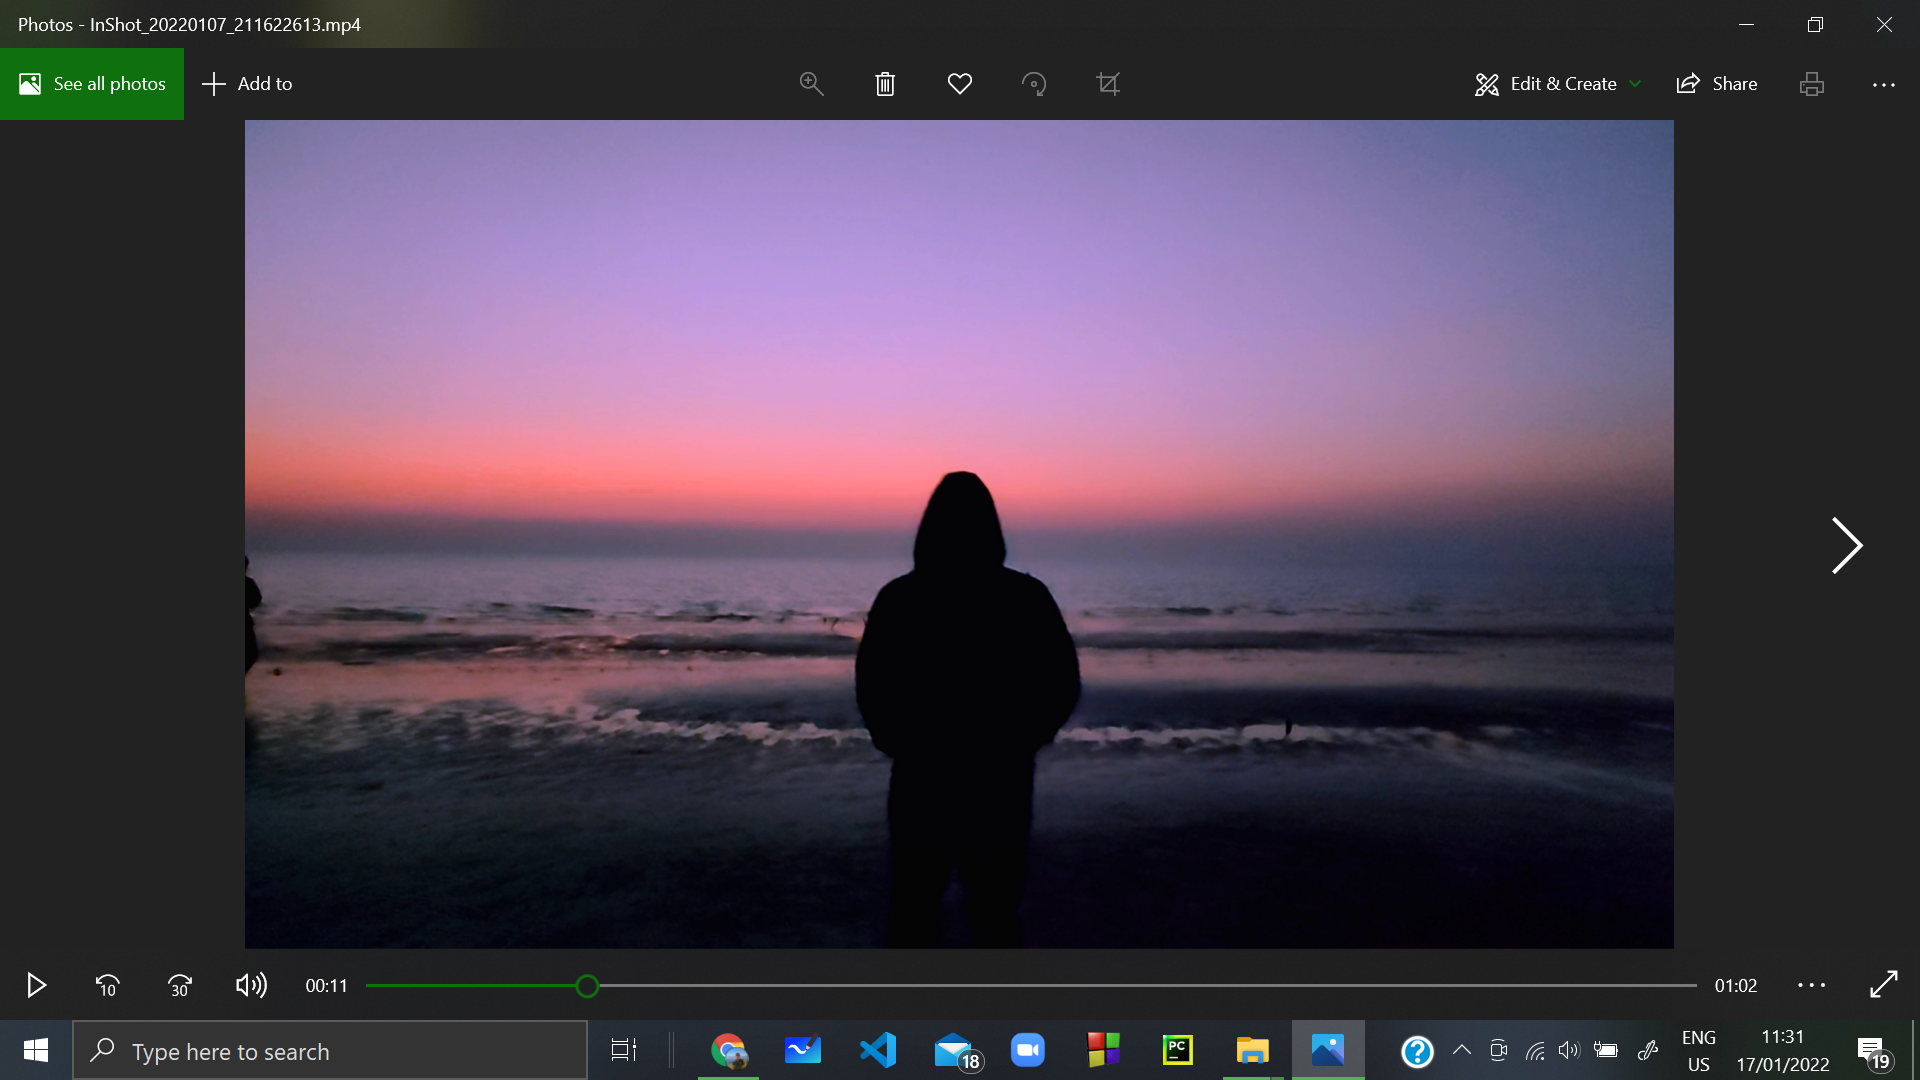 Photos - InShot_20220107_211622613.mp4
See all photos
Add to
Edit & Create
Share
10
30
00:11
01:02
Type here to search
18
PC
ENG
US
11:31
17/01/2022
19